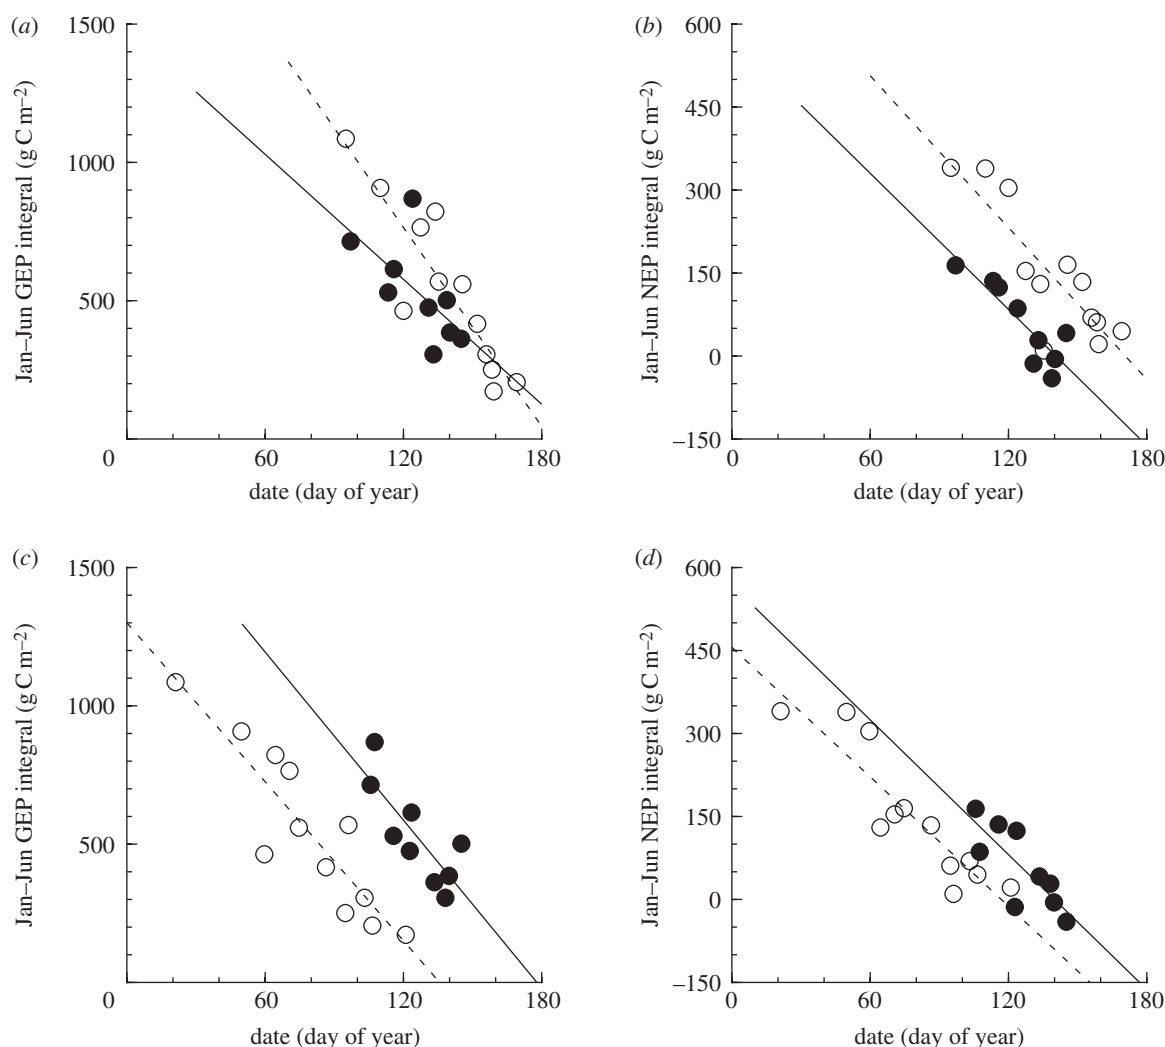 (a)
1500
1000
500
0
60
120
180
Jan–Jun GEP integral (g C m−2)
date (day of year)
(b)
600
450
300
150
0
−150
0
60
120
180
Jan–Jun NEP integral (g C m−2)
date (day of year)
(c)
1500
1000
500
0
60
120
180
Jan–Jun GEP integral (g C m−2)
date (day of year)
(d)
600
450
300
150
0
−150
0
60
120
180
Jan–Jun NEP integral (g C m−2)
date (day of year)